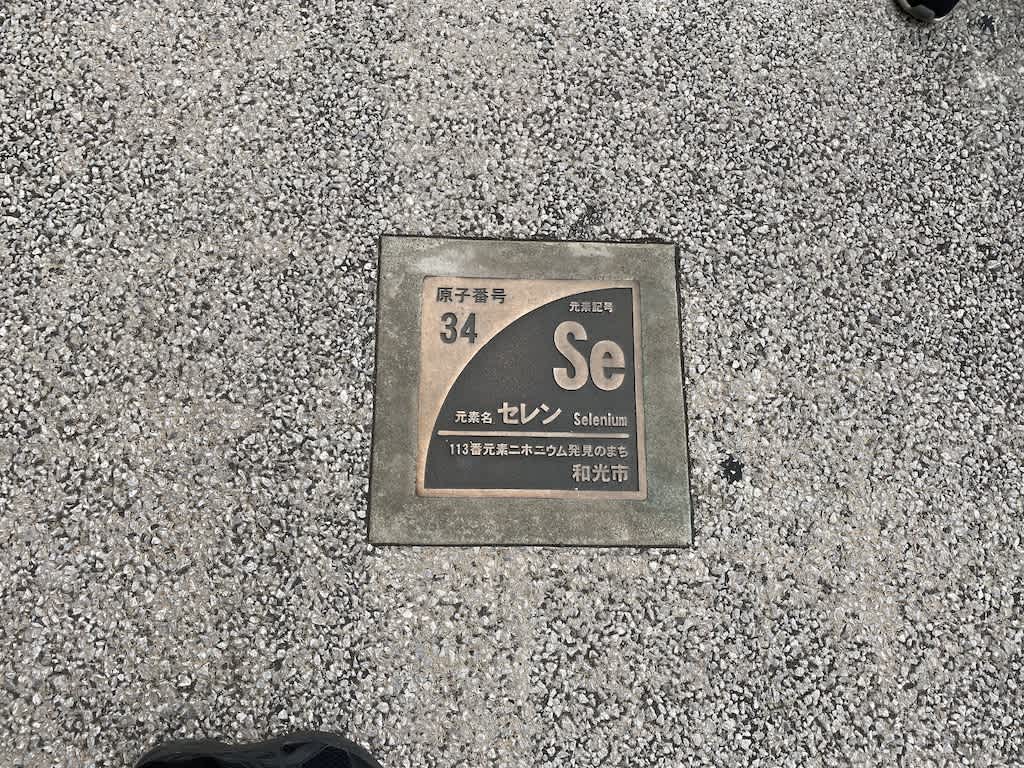 原子番号
34
元素記号
Se
元素名 セレン Selenium
113番元素ニホニウム発見のまち
和光市